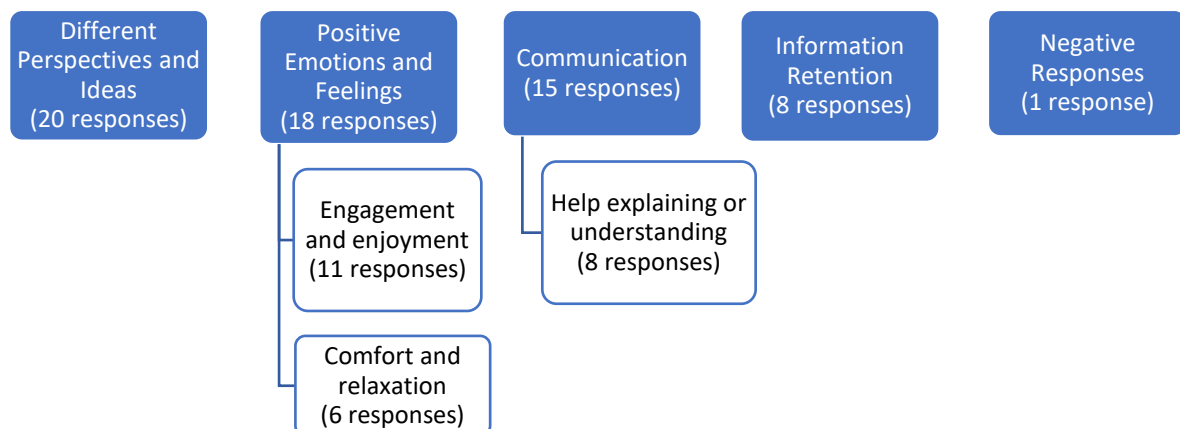 Different
Perspectives and
Ideas
(20 responses)
Positive
Emotions and
Feelings
(18 responses)
Communication
(15 responses)
Information
Retention
(8 responses)
Negative
Responses
(1 response)
Engagement
and enjoyment
(11 responses)
Help explaining or
understanding
(8 responses)
Comfort and
relaxation
(6 responses)